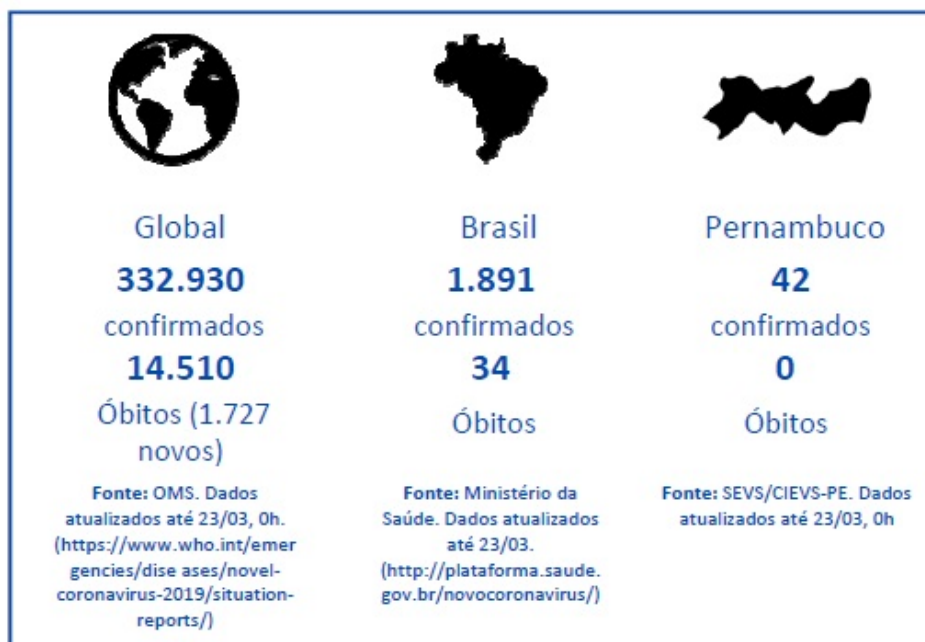 Global
332.930
confirmados
14.510
Óbitos (1.727
novos)
Fonte: OMS. Dados
atualizados até 23/03, 0h.
(https://www.who.int/emer
gencies/dise ases/novel-
coronavirus-2019/situation-
reports/)
Brasil
1.891
confirmados
34
Óbitos
Fonte: Ministério da
Saúde. Dados atualizados
até 23/03.
(http://plataforma.saude.
gov.br/novocoronavirus/)
Pernambuco
42
confirmados
0
Óbitos
Fonte: SEVS/CIEVS-PE. Dados
atualizados até 23/03, 0h